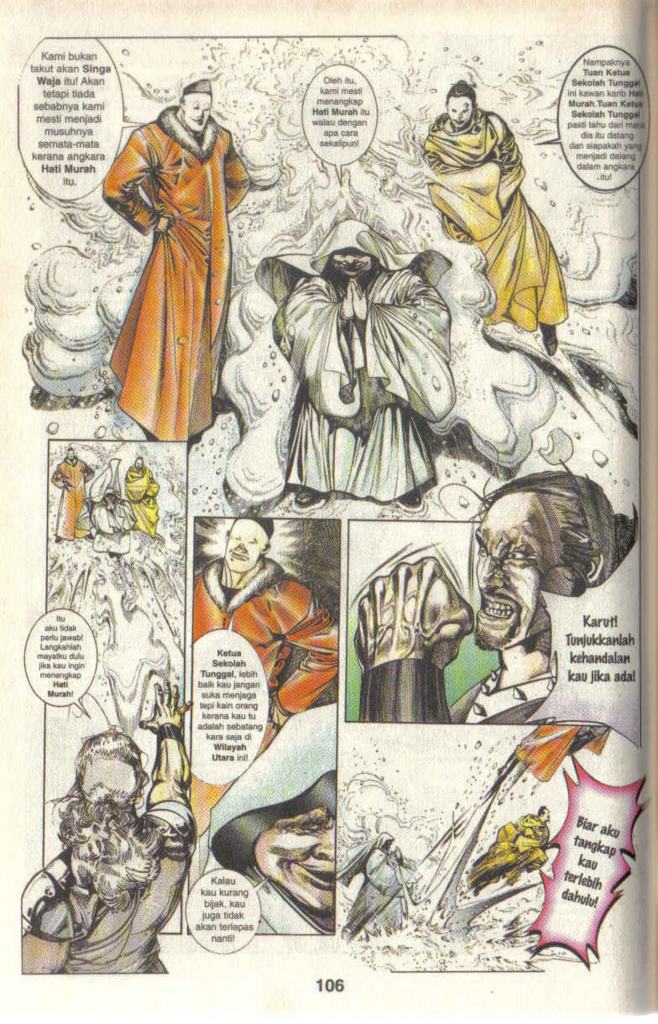 Kami bukan
takut akan Singa
Waja itu! Akan
tetapi tiada
sebabnya kami
mesti menjadi
musuhnya
semata-mata
kerana angkara
Hati Murah
itu.
Oleh itu,
kami mesti
menangkap
Hati Murah itu
walau dengan
apa cara
sekalipun!
Nampaknya
Tuan Ketua
Sekolah Tunggal
ini kawan karib Hati
Murah.Tuan Ketua
Sekolah Tunggal
pasti tahu dari mana
dia itu datang
dan siapakah yang
menjadi dalang
dalam angkara
itu!
Itu
aku tidak
perlu jawab!
Langkahlah
mayatku dulu
jika kau ingin
menangkap
Hati
Murah!
Ketua
Sekolah
Tunggal, lebih
baik kau jangan
suka menjaga
tepi kain orang
kerana kau tu
adalah sebatang
kara saja di
Wilayah
Utara ini!
Kalau
kau kurang
bijak, kau
juga tidak
akan terlepas
nanti!
Karut!
Tunjukkanlah
kehandalan
kau jika ada!
Biar aku
tangkap
kau
terlebih
dahulu!
106